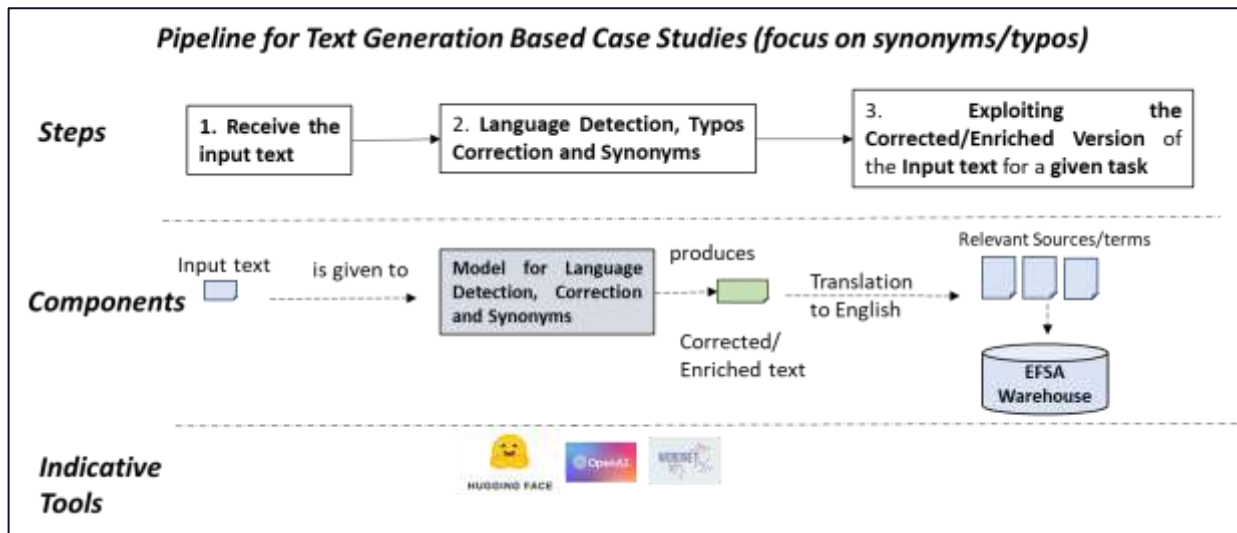 Pipeline for Text Generation Based Case Studies (focus on synonyms/typos)
Steps
1. Receive the
input text
2. Language Detection, Typos
Correction and Synonyms
3. Exploiting the
Corrected/Enriched Version of
the Input text for a given task
Components
Input text
is given to
Model for Language
Detection, Correction
and Synonyms
produces
Corrected/
Enriched text
Translation
to English
Relevant Sources/terms
EFSA
Warehouse
Indicative
Tools
HUGGING FACE
OpenAI
WORDNET